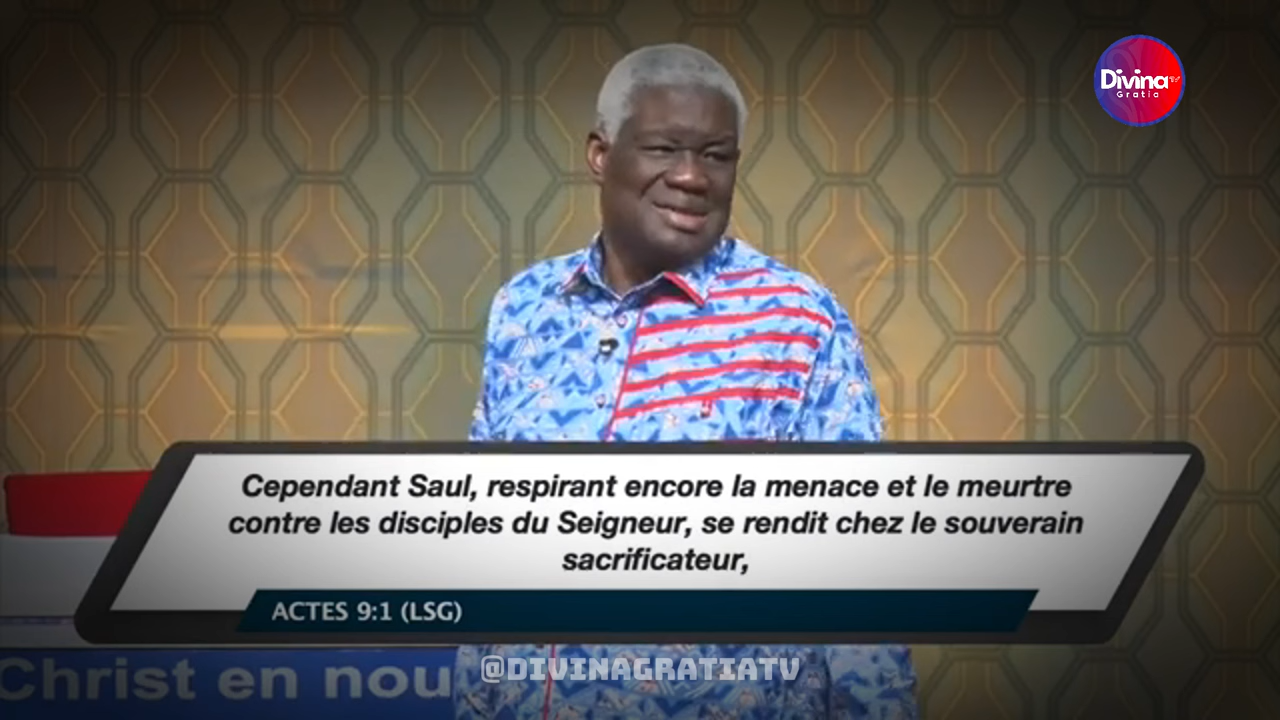 Divina TV
Gratia
Cependant Saul, respirant encore la menace et le meurtre
contre les disciples du Seigneur, se rendit chez le souverain
sacrificateur,
ACTES 9:1 (LSG)
Christ en nou
@DIVINAGRATIATV